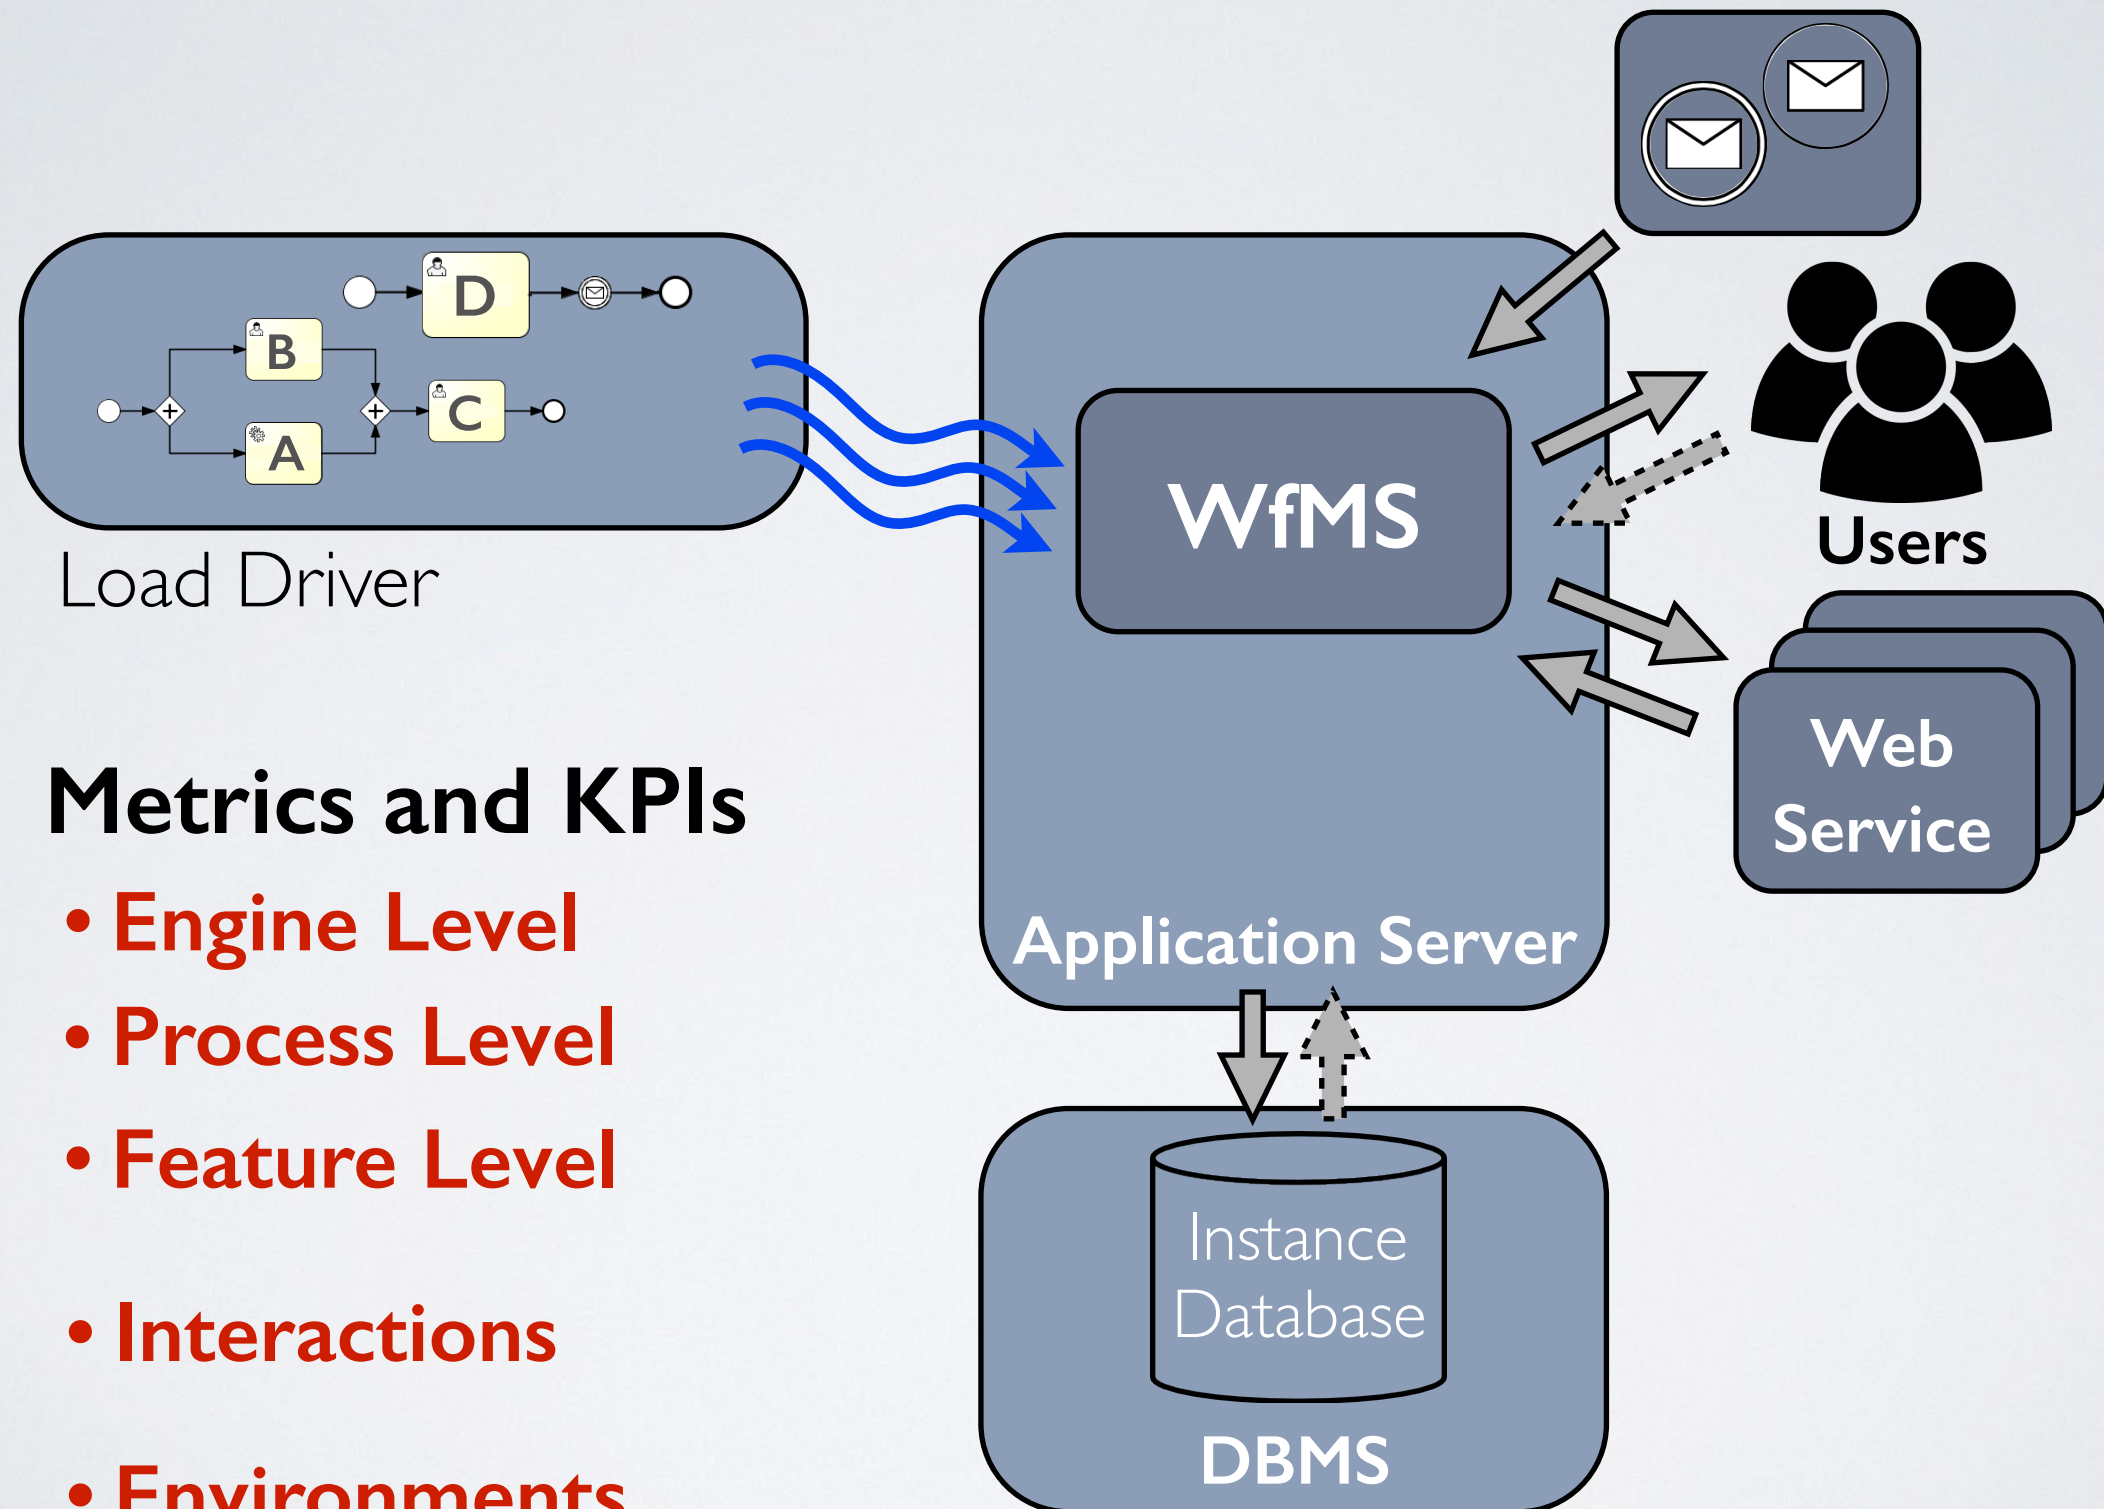 D
B
A
C
Load Driver
WfMS
Users
Web
Service
Application Server
Instance
Database
DBMS
Metrics and KPIs
• Engine Level
• Process Level
• Feature Level
• Interactions
• Environments